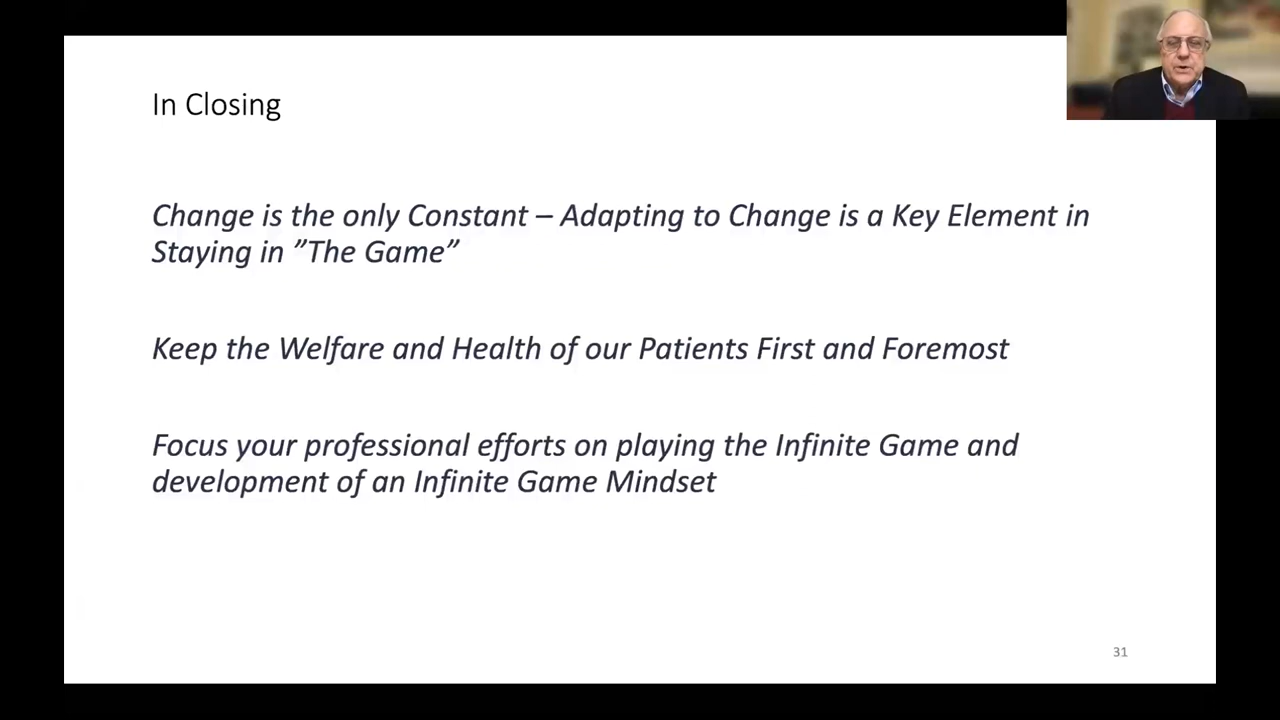 In Closing
Change is the only Constant – Adapting to Change is a Key Element in
Staying in ”The Game”
Keep the Welfare and Health of our Patients First and Foremost
Focus your professional efforts on playing the Infinite Game and
development of an Infinite Game Mindset
31